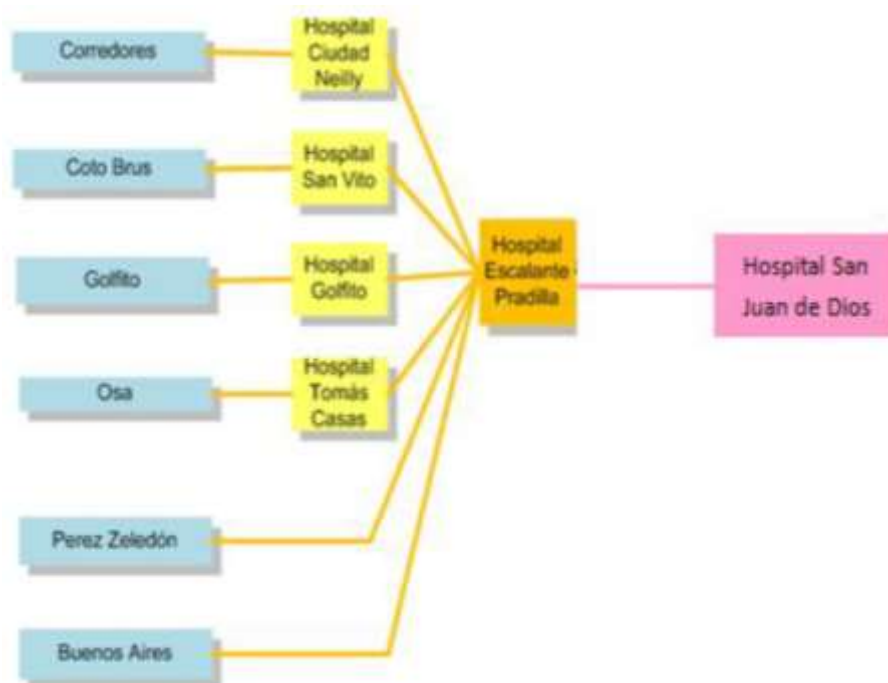 Corredores
Hospital
Ciudad
Neilly
Coto Brus
Hospital
San Vito
Golfito
Hospital
Golfito
Osa
Hospital
Tomás
Casas
Perez Zeledón
Buenos Aires
Hospital
Escalante
Pradilla
Hospital San
Juan de Dios